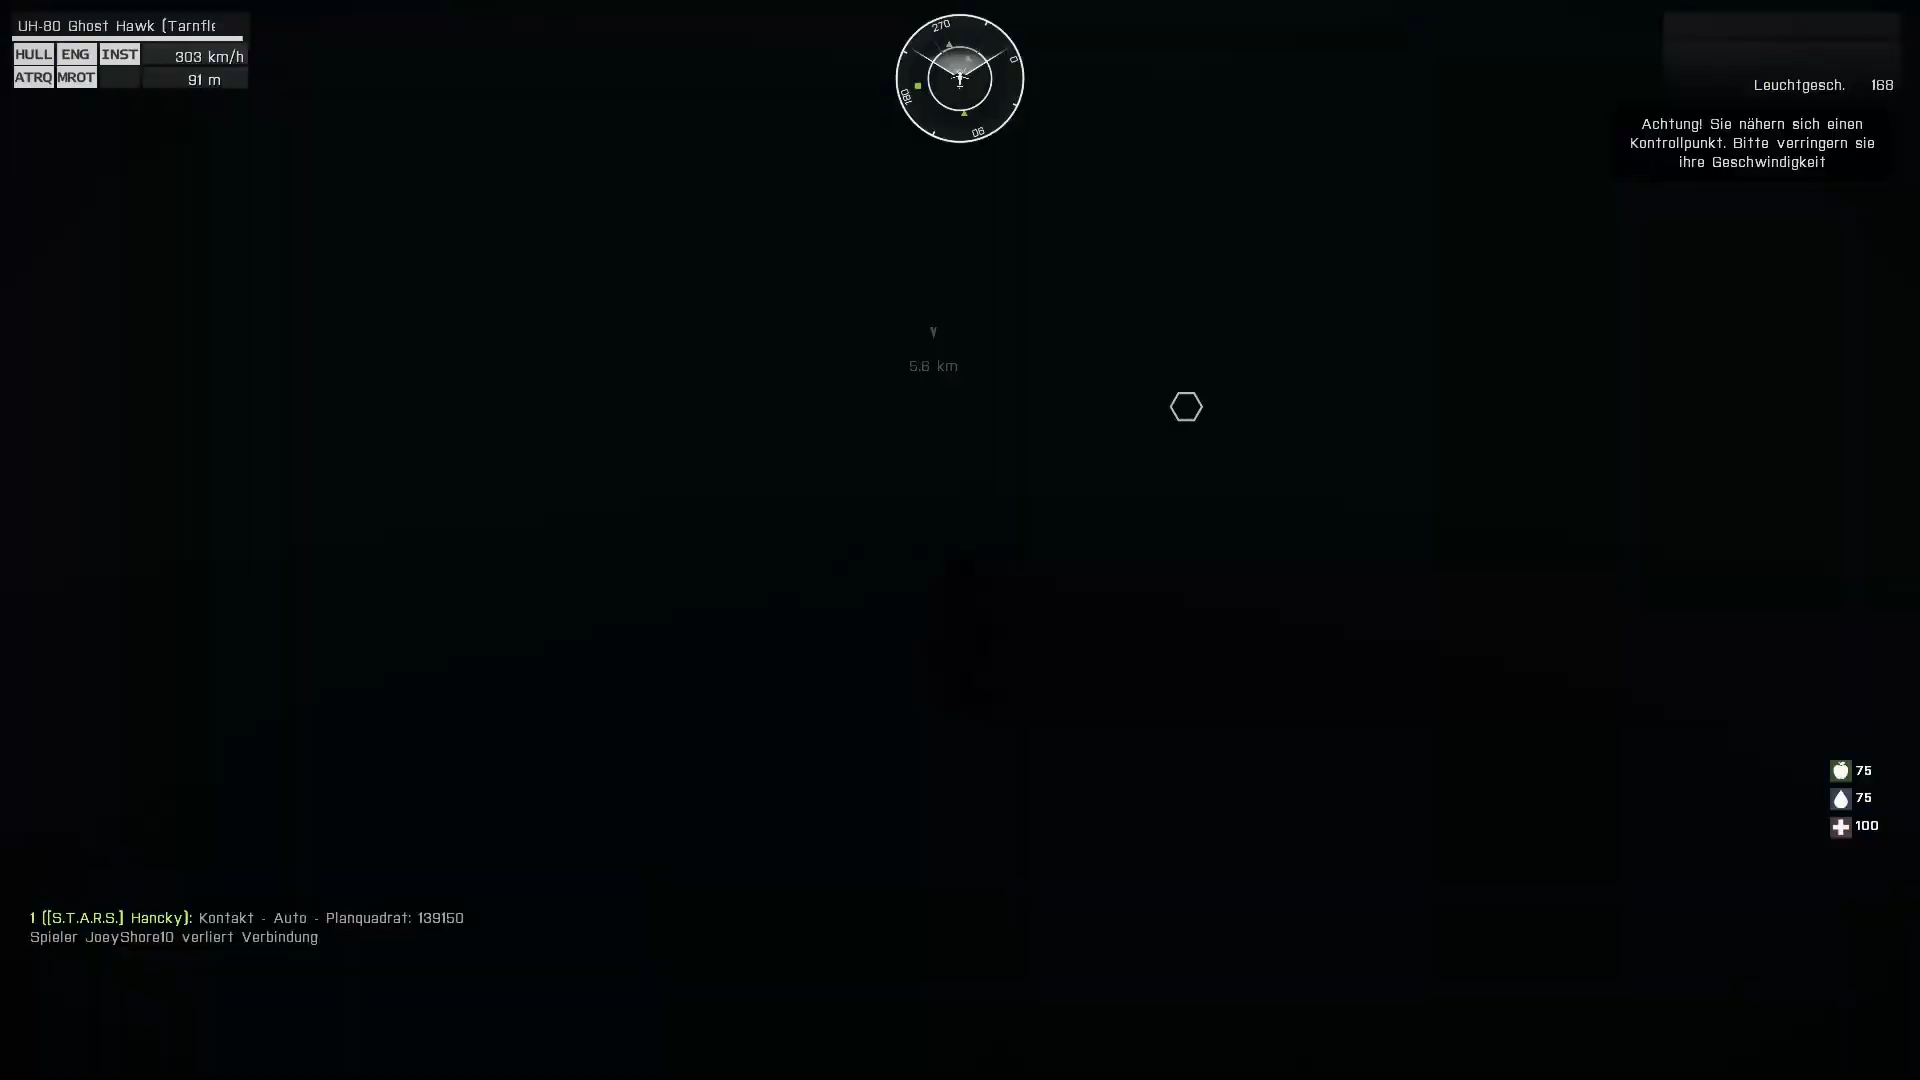 UH-80 Ghost Hawk (Tarnfle
HULL ENG INST 303 km/h
ATRQ MROT 91 m
270
0
180
90
Leuchtgesch. 168
Achtung! Sie nähern sich einen
Kontrollpunkt. Bitte verringern sie
ihre Geschwindigkeit
5.6 km
75
75
100
1 ([S.T.A.R.S.] Hancky): Kontakt - Auto - Planquadrat: 139150
Spieler JoeyShore10 verliert Verbindung